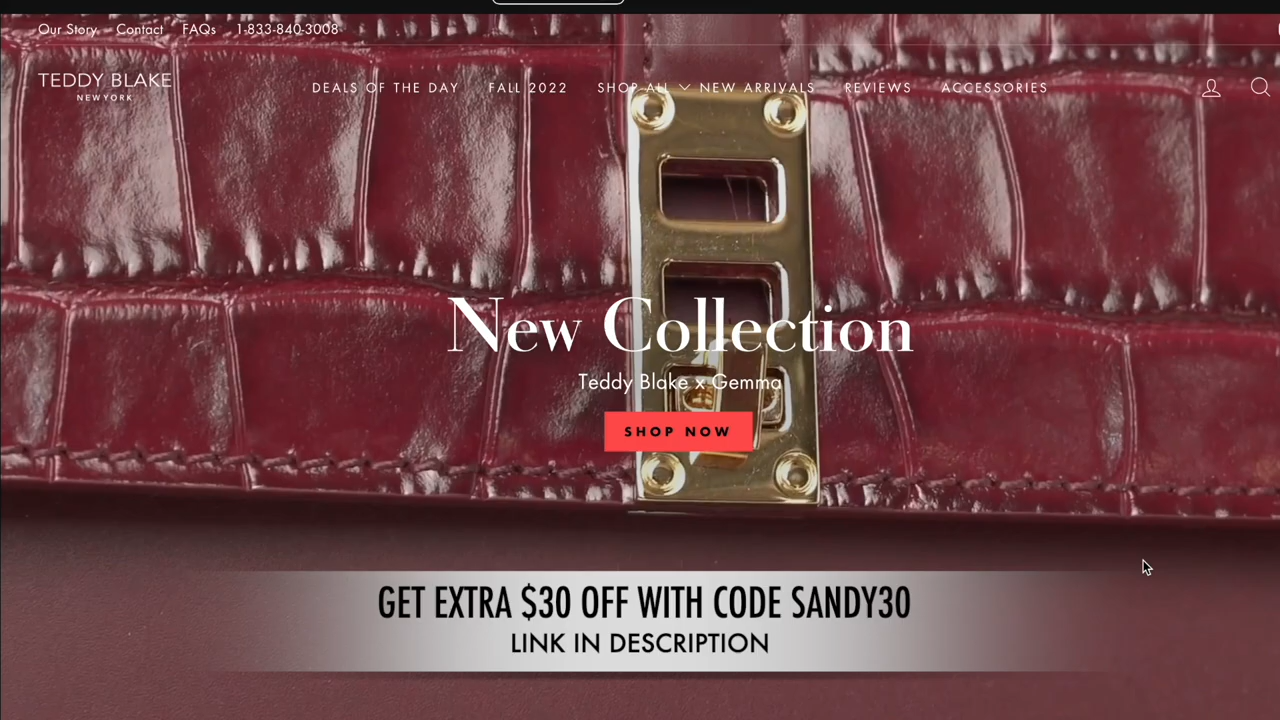 Our Story Contact FAQs 1-833-840-3008
TEDDY BLAKE
NEWYORK
DEALS OF THE DAY FALL 2022 SHOP ALL NEW ARRIVALS REVIEWS ACCESSORIES
New Collection
Teddy Blake x Gemma
SHOP NOW
GET EXTRA $30 OFF WITH CODE SANDY30
LINK IN DESCRIPTION